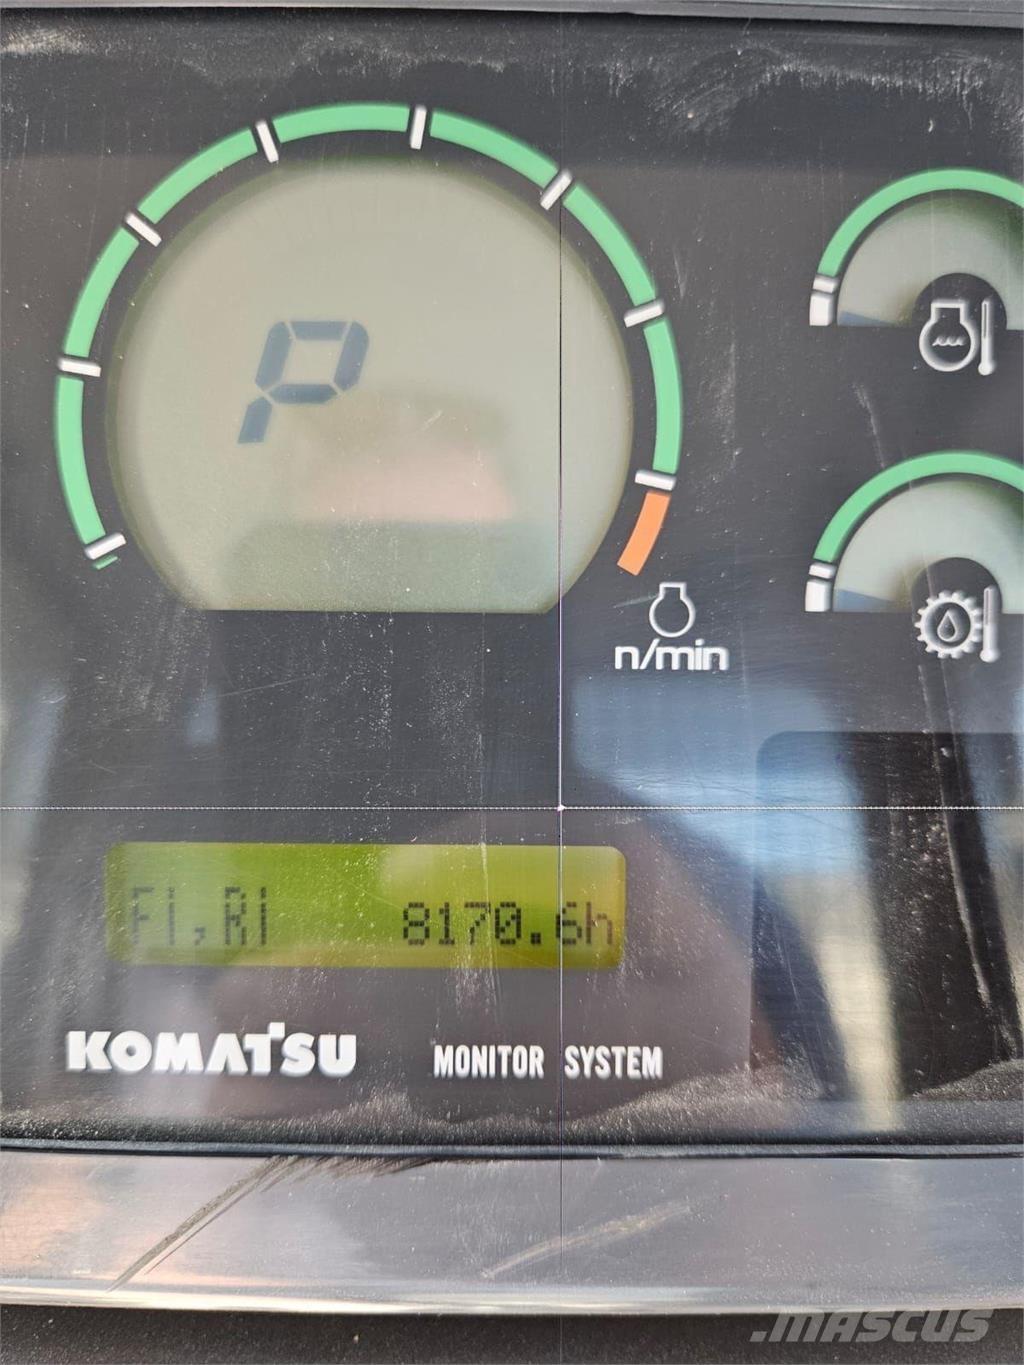 P
n/min
F1,R1 8170.6h
KOMATSU MONITOR SYSTEM
.mascus